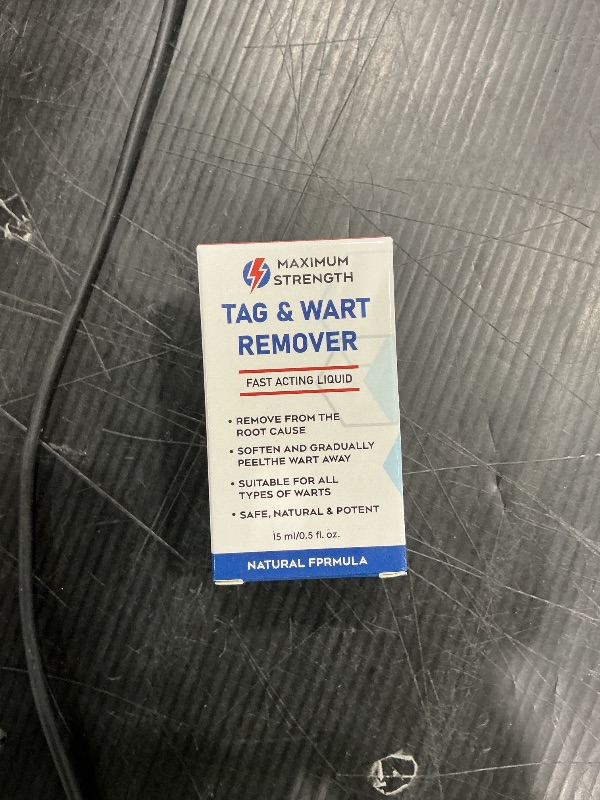 MAXIMUM
STRENGTH
TAG & WART
REMOVER
FAST ACTING LIQUID
• REMOVE FROM THE
ROOT CAUSE
• SOFTEN AND GRADUALLY
PEELTHE WART AWAY
• SUITABLE FOR ALL
TYPES OF WARTS
• SAFE, NATURAL & POTENT
15 ml/0.5 fl. oz.
NATURAL FPRMULA